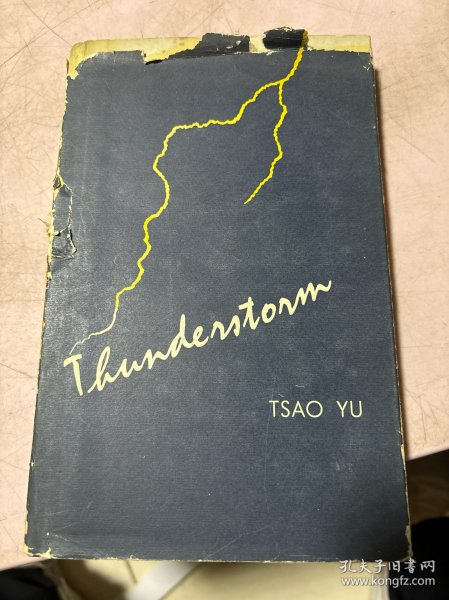 Thunderstorm
TSAO YU
孔夫子旧书网
www.kongfz.com